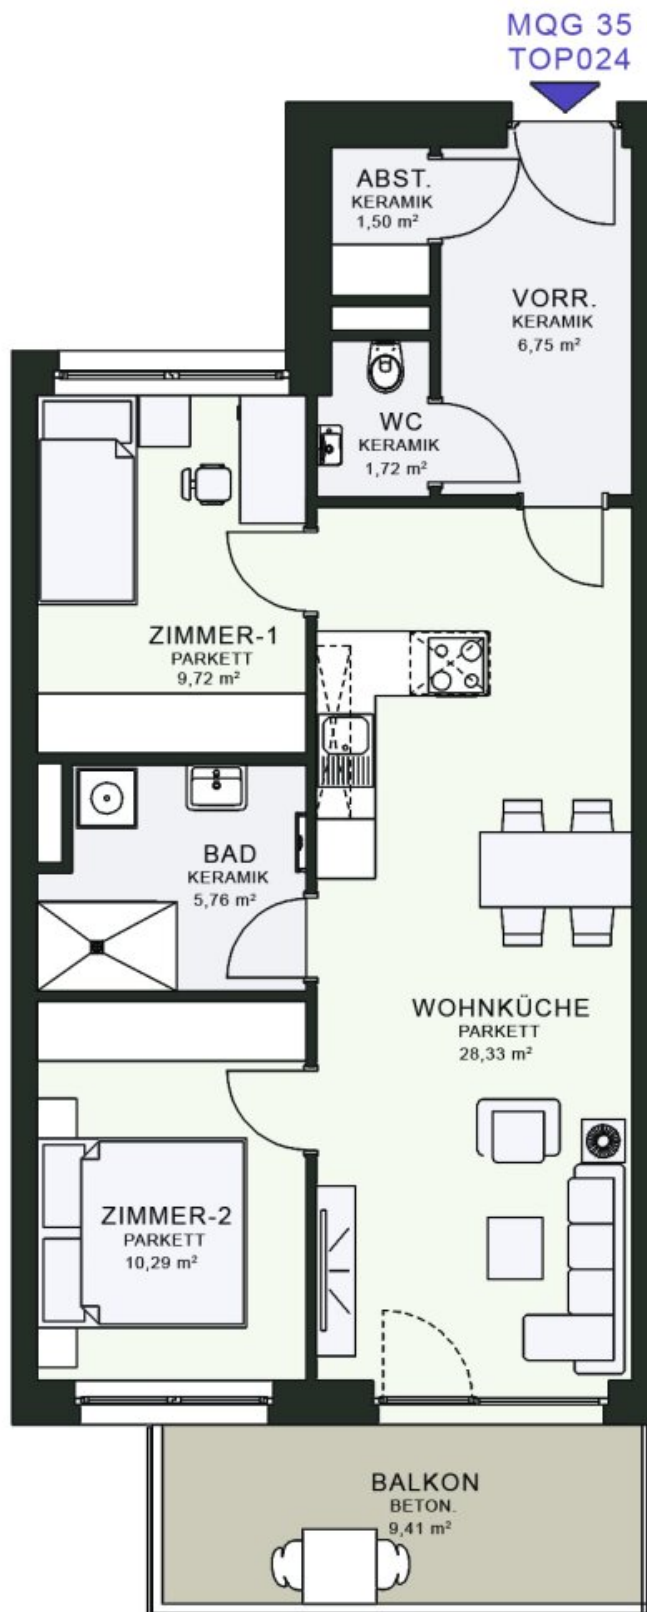 MQG 35
TOP024
ABST.
KERAMIK
1,50 m²
VORR.
KERAMIK
6,75 m²
WC
KERAMIK
1,72 m²
ZIMMER-1
PARKETT
9,72 m²
BAD
KERAMIK
5,76 m²
WOHNKÜCHE
PARKETT
28,33 m²
ZIMMER-2
PARKETT
10,29 m²
BALKON
BETON.
9,41 m²